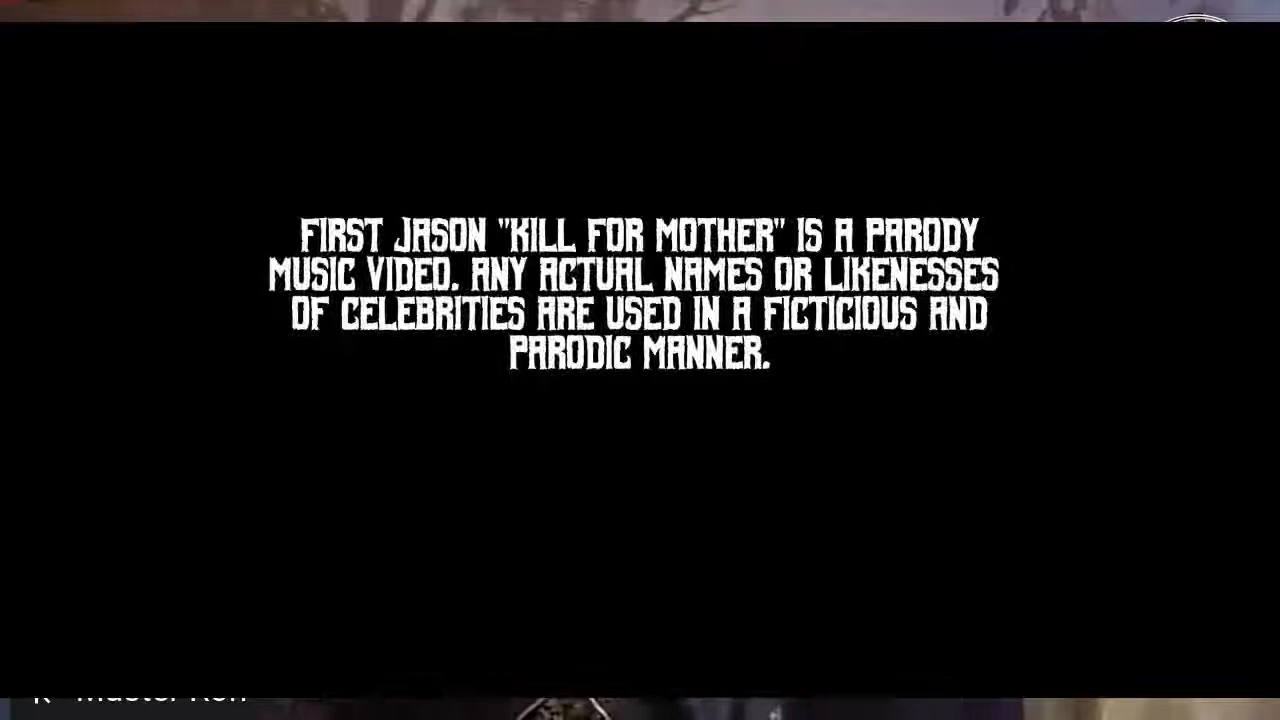 FIRST JASON "KILL FOR MOTHER" IS A PARODY
MUSIC VIDEO. ANY ACTUAL NAMES OR LIKENESSES
OF CELEBRITIES ARE USED IN A FICTICIOUS AND
PARODIC MANNER.